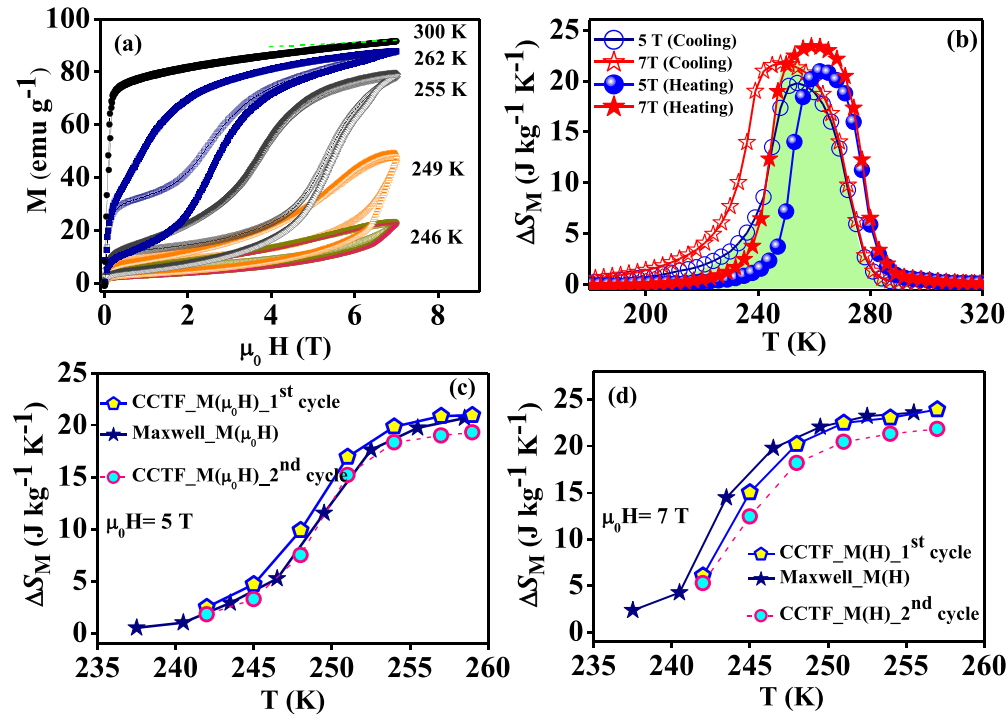 (a)
M (emu g⁻¹)
100
80
60
40
20
0
300 K
262 K
255 K
249 K
246 K
0 2 4 6 8
μ₀ H (T)
(b)
ΔS_M (J kg⁻¹ K⁻¹)
25
20
15
10
5
0
5 T (Cooling)
7T (Cooling)
5T (Heating)
7T (Heating)
200 240 280 320
T (K)
(c)
ΔS_M (J kg⁻¹ K⁻¹)
25
20
15
10
5
0
CCTF_M(μ₀H)_1ˢᵗ cycle
Maxwell_M(μ₀H)
CCTF_M(μ₀H)_2ⁿᵈ cycle
μ₀H= 5 T
235 240 245 250 255 260
T (K)
(d)
ΔS_M (J kg⁻¹ K⁻¹)
25
20
15
10
5
0
μ₀H= 7 T
CCTF_M(H)_1ˢᵗ cycle
Maxwell_M(H)
CCTF_M(H)_2ⁿᵈ cycle
235 240 245 250 255 260
T (K)